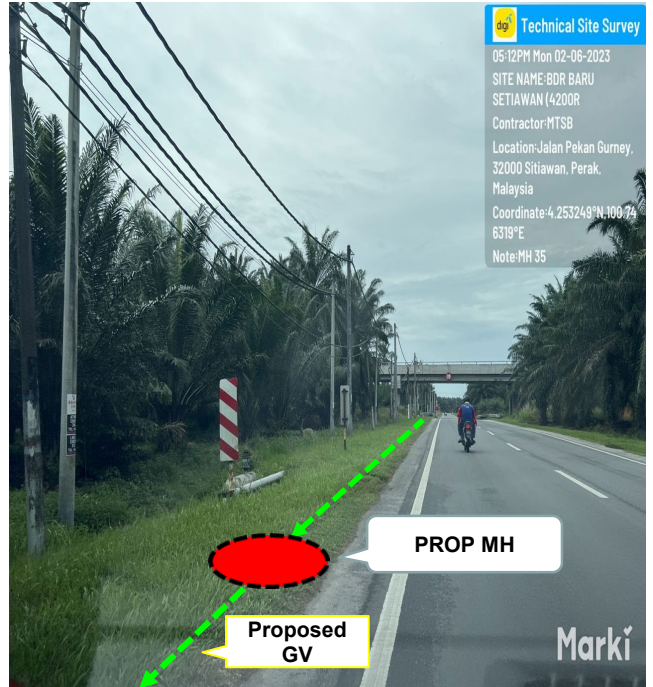 digi
Technical Site Survey
05:12PM Mon 02-06-2023
SITE NAME:BDR BARU
SETIAWAN (4200R
Contractor:MTSB
Location:Jalan Pekan Gurney,
32000 Sitiawan, Perak,
Malaysia
Coordinate:4.253249°N,100.74
6319°E
Note:MH 35
PROP MH
Proposed
GV
Marki